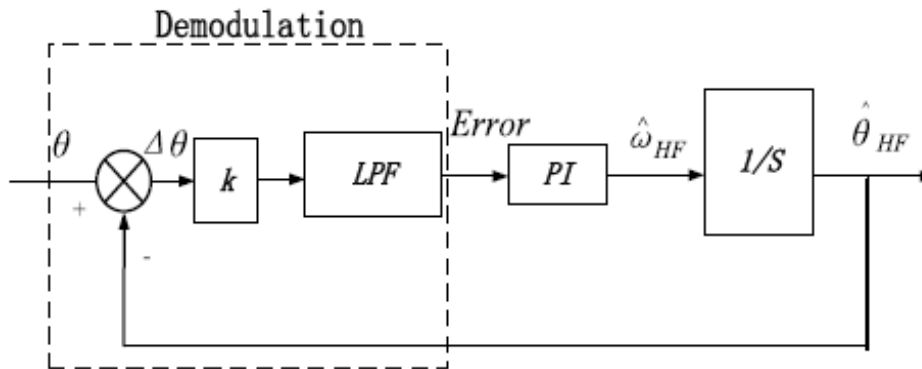 Demodulation
θ
Δθ
k
LPF
Error
PI
ω̂ HF
1/S
θ̂ HF
+
-